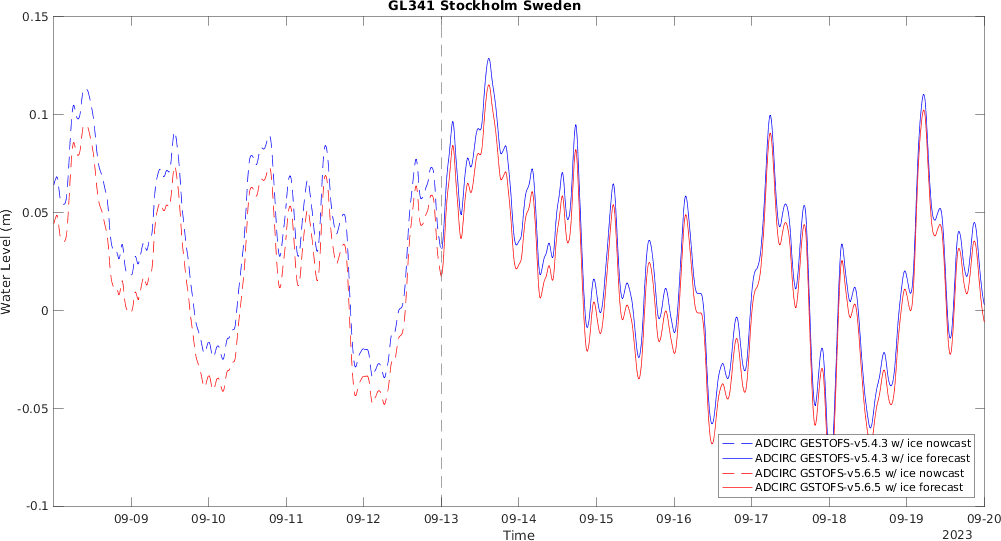 GL341 Stockholm Sweden
0.15
0.1
0.05
0
-0.05
-0.1
Water Level (m)
ADCIRC GESTOFS-v5.4.3 w/ ice nowcast
ADCIRC GESTOFS-v5.4.3 w/ ice forecast
ADCIRC GSTOFS-v5.6.5 w/ ice nowcast
ADCIRC GSTOFS-v5.6.5 w/ ice forecast
09-09 09-10 09-11 09-12 09-13 09-14 09-15 09-16 09-17 09-18 09-19 09-20
Time
2023